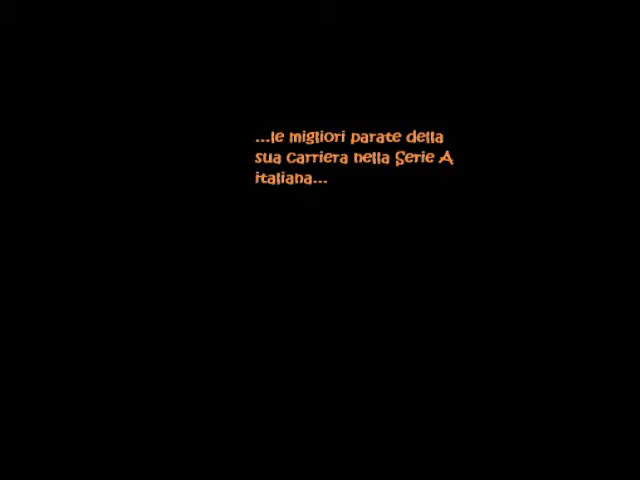 ...le migliori parate della
sua carriera nella Serie A
italiana...